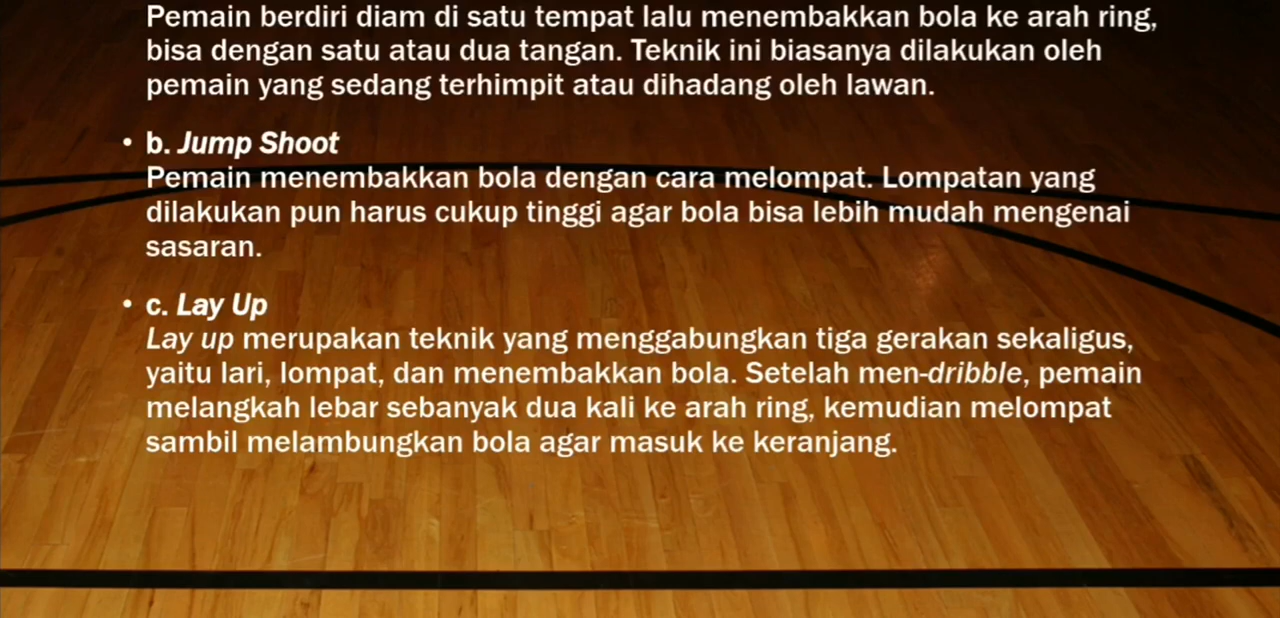 Pemain berdiri diam di satu tempat lalu menembakkan bola ke arah ring,
bisa dengan satu atau dua tangan. Teknik ini biasanya dilakukan oleh
pemain yang sedang terhimpit atau dihadang oleh lawan.
• b. Jump Shoot
Pemain menembakkan bola dengan cara melompat. Lompatan yang
dilakukan pun harus cukup tinggi agar bola bisa lebih mudah mengenai
sasaran.
• c. Lay Up
Lay up merupakan teknik yang menggabungkan tiga gerakan sekaligus,
yaitu lari, lompat, dan menembakkan bola. Setelah men-dribble, pemain
melangkah lebar sebanyak dua kali ke arah ring, kemudian melompat
sambil melambungkan bola agar masuk ke keranjang.